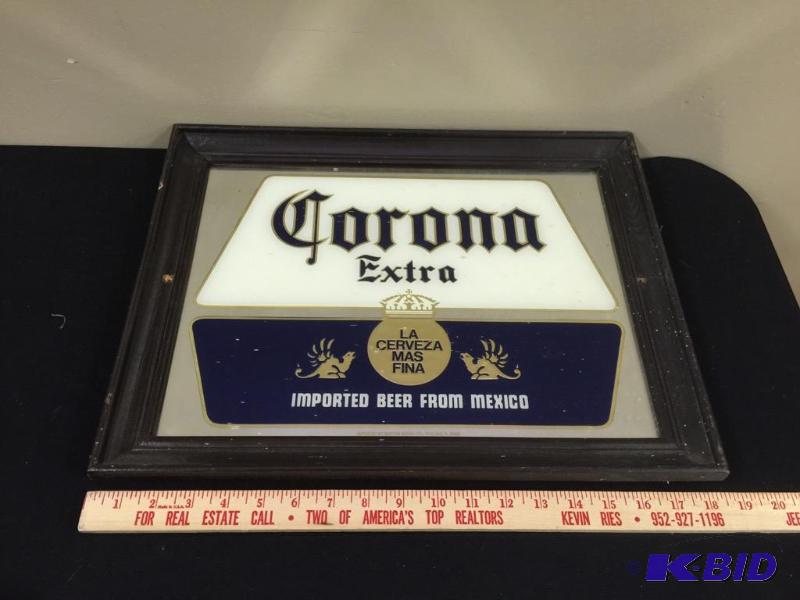 Corona
Extra
LA
CERVEZA
MAS
FINA
IMPORTED BEER FROM MEXICO
1 2 3 4 5 6 7 8 9 10 11 12 13 14 15 16 17 18 19 20
FOR REAL ESTATE CALL • TWO OF AMERICA'S TOP REALTORS KEVIN RIES • 952-927-1196 JEF
K-BID